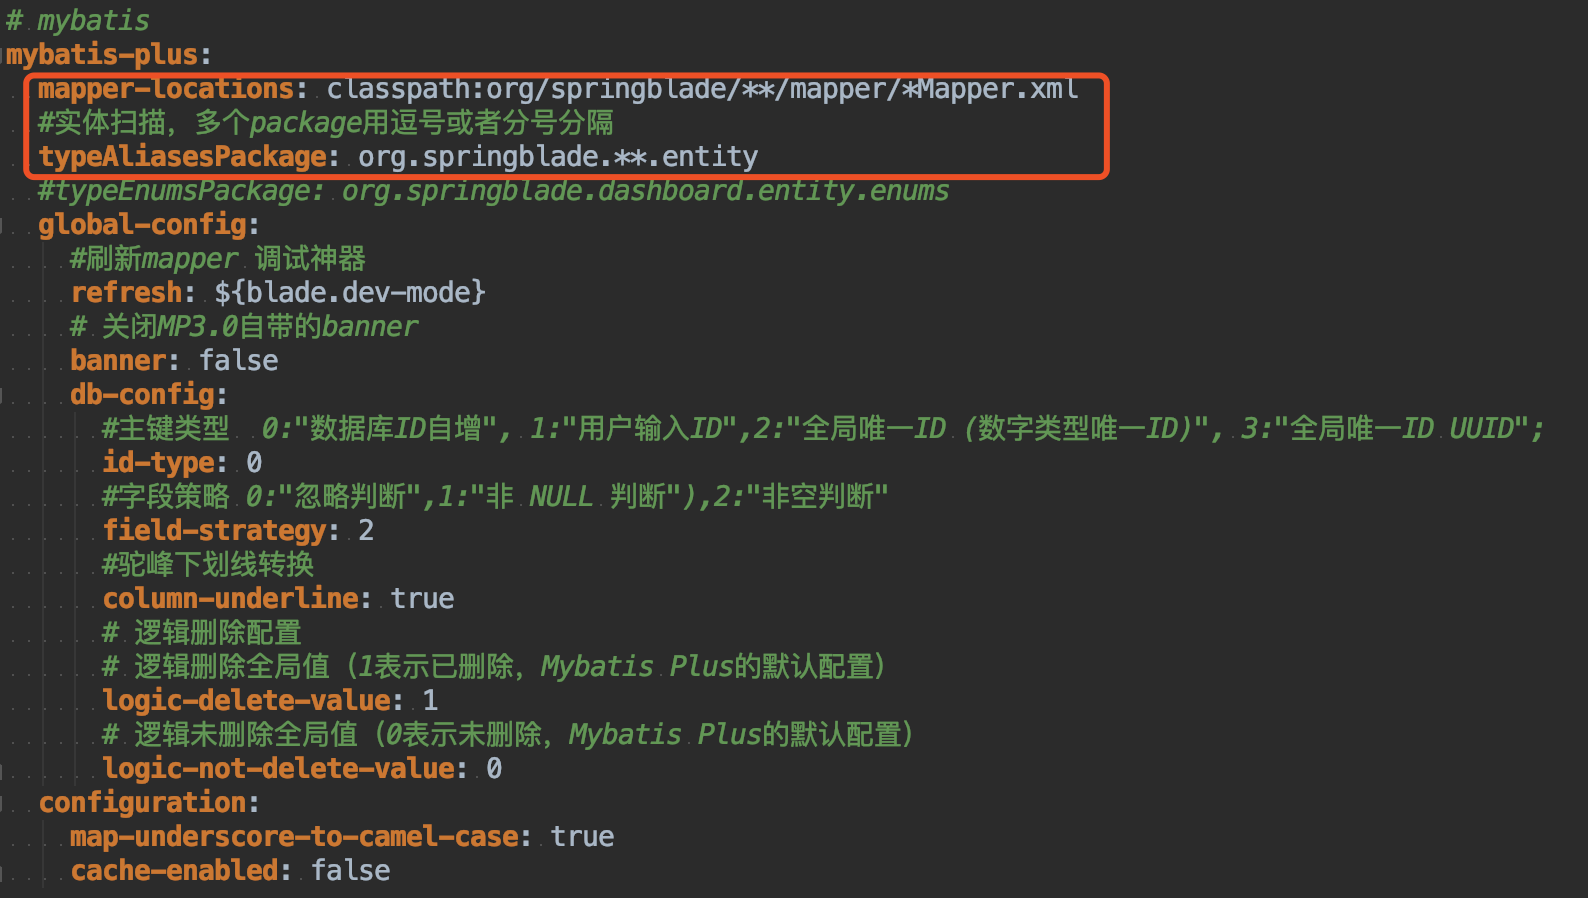 # mybatis
mybatis-plus:
mapper-locations: classpath:org/springblade/**/mapper/*Mapper.xml
#实体扫描，多个package用逗号或者分号分隔
typeAliasesPackage: org.springblade.**.entity
#typeEnumsPackage: org.springblade.dashboard.entity.enums
global-config:
#刷新mapper 调试神器
refresh: ${blade.dev-mode}
# 关闭MP3.0自带的banner
banner: false
db-config:
#主键类型  0:"数据库ID自增", 1:"用户输入ID",2:"全局唯一ID (数字类型唯一ID)", 3:"全局唯一ID UUID";
id-type: 0
#字段策略 0:"忽略判断",1:"非 NULL 判断"),2:"非空判断"
field-strategy: 2
#驼峰下划线转换
column-underline: true
# 逻辑删除配置
# 逻辑删除全局值（1表示已删除，Mybatis Plus的默认配置）
logic-delete-value: 1
# 逻辑未删除全局值（0表示未删除，Mybatis Plus的默认配置）
logic-not-delete-value: 0
configuration:
map-underscore-to-camel-case: true
cache-enabled: false